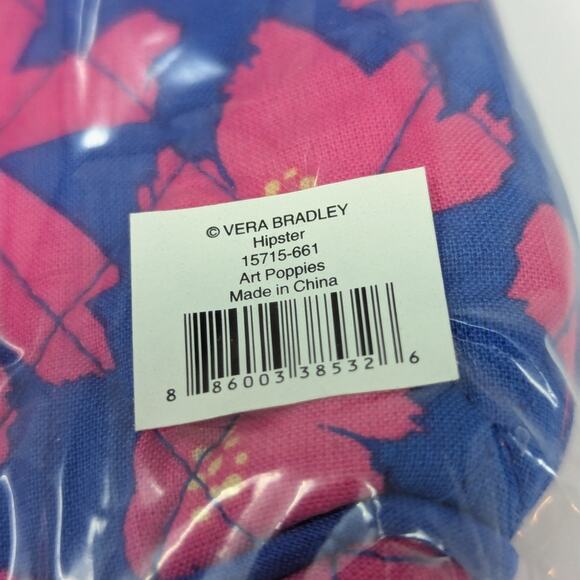 © VERA BRADLEY
Hipster
15715-661
Art Poppies
Made in China
8 86003 38532 6